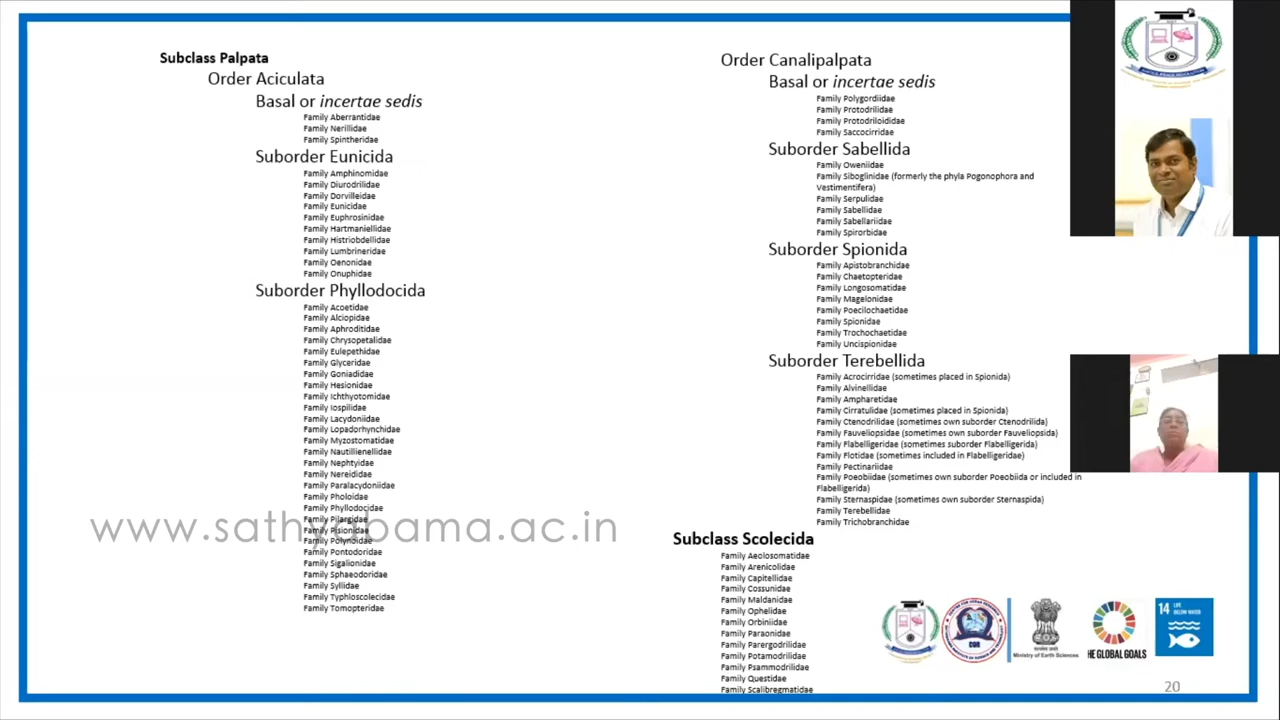 Subclass Palpata
Order Aciculata
Basal or incertae sedis
Family Aberrantidae
Family Nerillidae
Family Spintheridae
Suborder Eunicida
Family Amphinomidae
Family Diurodrilidae
Family Dorvilleidae
Family Eunicidae
Family Euphrosinidae
Family Hartmaniellidae
Family Histriobdellidae
Family Lumbrineridae
Family Oenonidae
Family Onuphidae
Suborder Phyllodocida
Family Acoetidae
Family Alciopidae
Family Aphroditidae
Family Chrysopetalidae
Family Eulepethidae
Family Glyceridae
Family Goniadidae
Family Hesionidae
Family Ichthyotomidae
Family Iospilidae
Family Lacydoniidae
Family Lopadorhynchidae
Family Myzostomatidae
Family Nautillienellidae
Family Nephtyidae
Family Nereididae
Family Paralacydoniidae
Family Pholoidae
Family Phyllodocidae
Family Pilargidae
Family Pisionidae
Family Polynoidae
Family Pontodoridae
Family Sigalionidae
Family Sphaeodoridae
Family Syllidae
Family Typhloscolecidae
Family Tomopteridae
www.sathyabama.ac.in
Order Canalipalpata
Basal or incertae sedis
Family Polygordiidae
Family Protodrilidae
Family Protodriloididae
Family Saccocirridae
Suborder Sabellida
Family Oweniidae
Family Siboglinidae (formerly the phyla Pogonophora and
Vestimentifera)
Family Serpulidae
Family Sabellidae
Family Sabellariidae
Family Spirorbidae
Suborder Spionida
Family Apistobranchidae
Family Chaetopteridae
Family Longosomatidae
Family Magelonidae
Family Poecilochaetidae
Family Spionidae
Family Trochochaetidae
Family Uncispionidae
Suborder Terebellida
Family Acrocirridae (sometimes placed in Spionida)
Family Alvinellidae
Family Ampharetidae
Family Cirratulidae (sometimes placed in Spionida)
Family Ctenodrilidae (sometimes own suborder Ctenodrilida)
Family Fauveliopsidae (sometimes own suborder Fauveliopsida)
Family Flabelligeridae (sometimes suborder Flabelligerida)
Family Flotidae (sometimes included in Flabelligeridae)
Family Pectinariidae
Family Poeobiidae (sometimes own suborder Poeobiida or included in
Flabelligerida)
Family Sternaspidae (sometimes own suborder Sternaspida)
Family Terebellidae
Family Trichobranchidae
Subclass Scolecida
Family Aeolosomatidae
Family Arenicolidae
Family Capitellidae
Family Cossunidae
Family Maldanidae
Family Ophelidae
Family Orbiniidae
Family Paraonidae
Family Parergodrilidae
Family Potamodrilidae
Family Psammodrilidae
Family Questidae
Family Scalibregmatidae
COR
Ministry of Earth Sciences
THE GLOBAL GOALS
14 LIFE
BELOW WATER
20